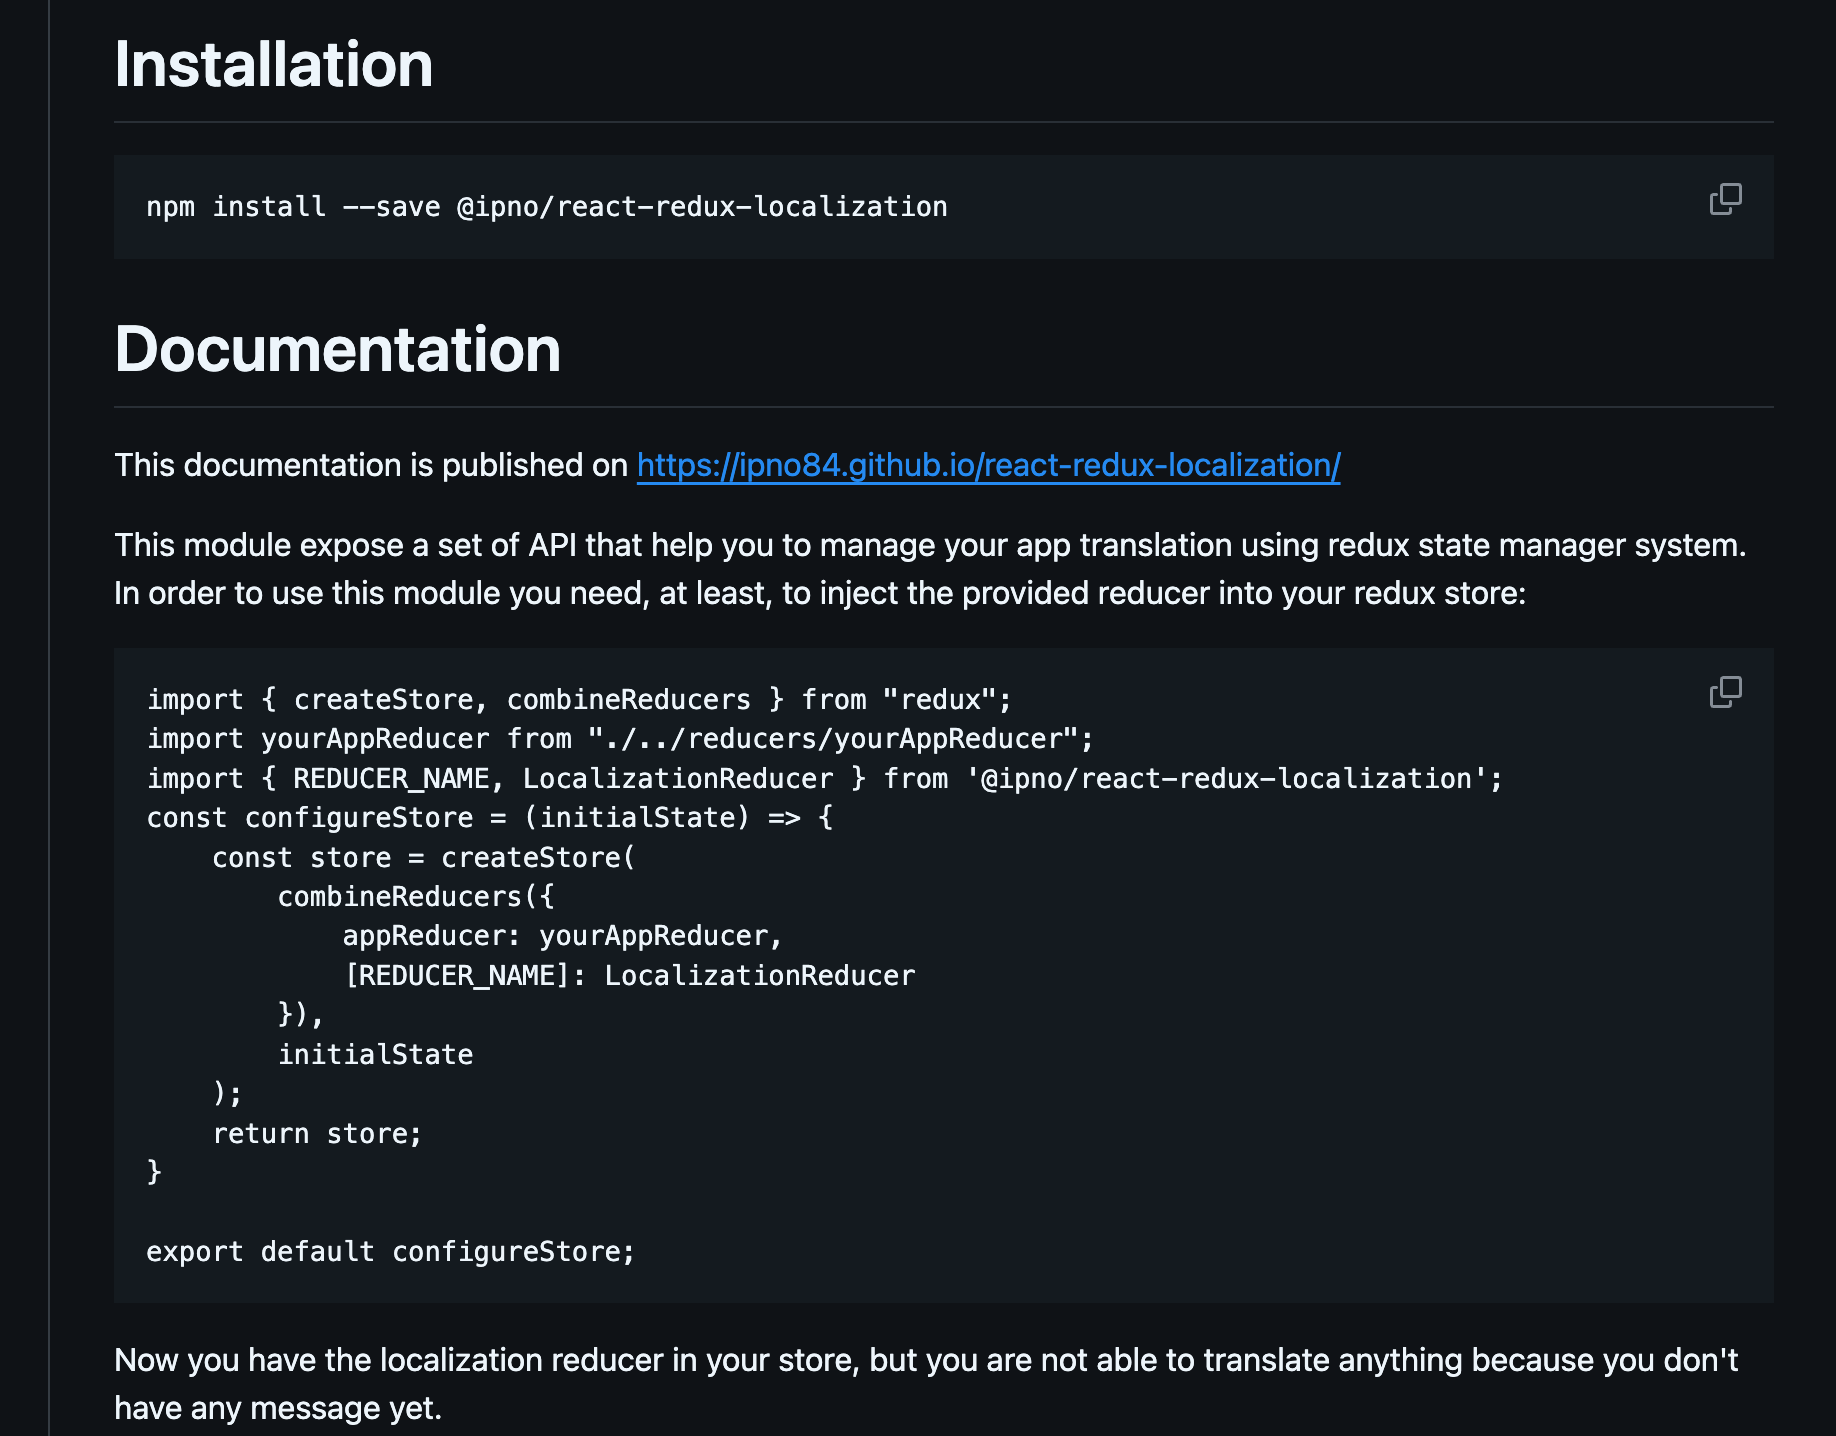 Installation
npm install --save @ipno/react-redux-localization
Documentation
This documentation is published on https://ipno84.github.io/react-redux-localization/
This module expose a set of API that help you to manage your app translation using redux state manager system.
In order to use this module you need, at least, to inject the provided reducer into your redux store:
import { createStore, combineReducers } from "redux";
import yourAppReducer from "./../reducers/yourAppReducer";
import { REDUCER_NAME, LocalizationReducer } from '@ipno/react-redux-localization';
const configureStore = (initialState) => {
    const store = createStore(
        combineReducers({
            appReducer: yourAppReducer,
            [REDUCER_NAME]: LocalizationReducer
        }),
        initialState
    );
    return store;
}
export default configureStore;
Now you have the localization reducer in your store, but you are not able to translate anything because you don't
have any message yet.